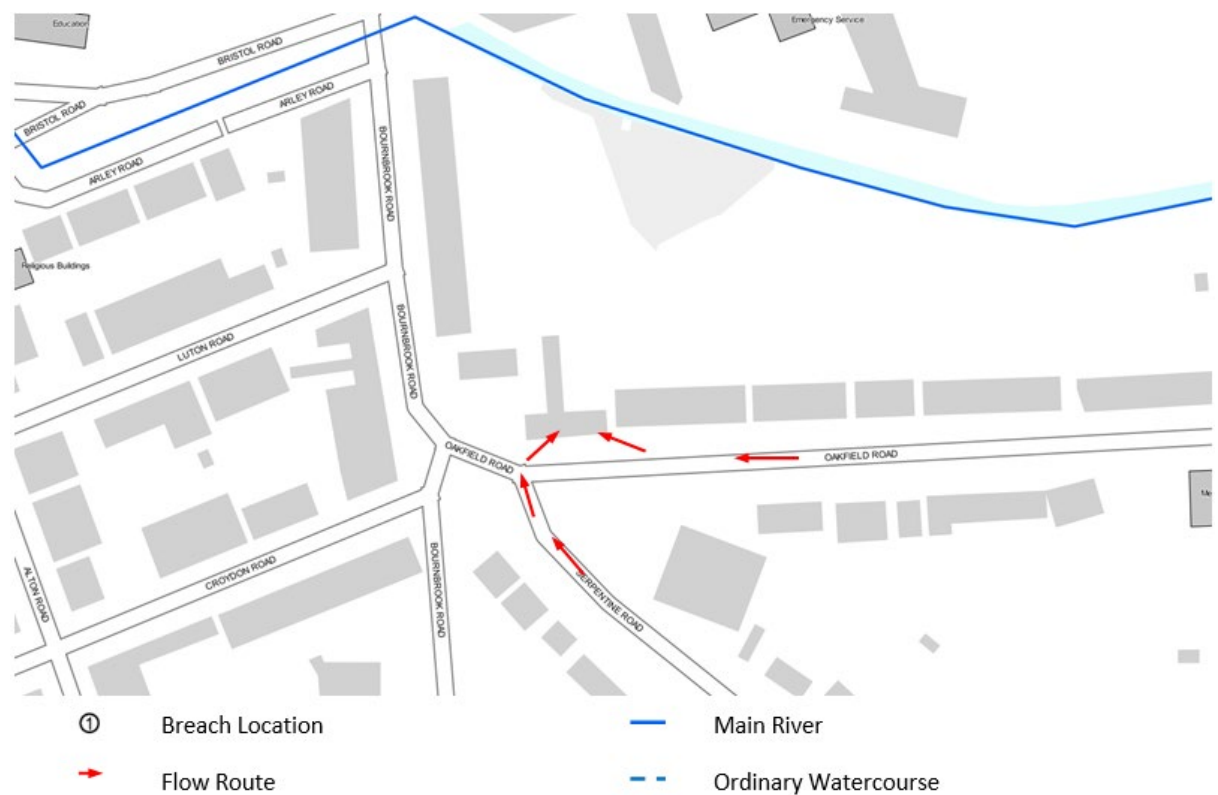 Education
Emergency Service
BRISTOL ROAD
BRISTOL ROAD
ARLEY ROAD
ARLEY ROAD
BOURNBROOK ROAD
Religious Buildings
LUTON ROAD
BOURNBROOK ROAD
OAKFIELD ROAD
OAKFIELD ROAD
ALTON ROAD
CROYDON ROAD
BOURNBROOK ROAD
SERPENTINE ROAD
① Breach Location
Main River
Flow Route
Ordinary Watercourse